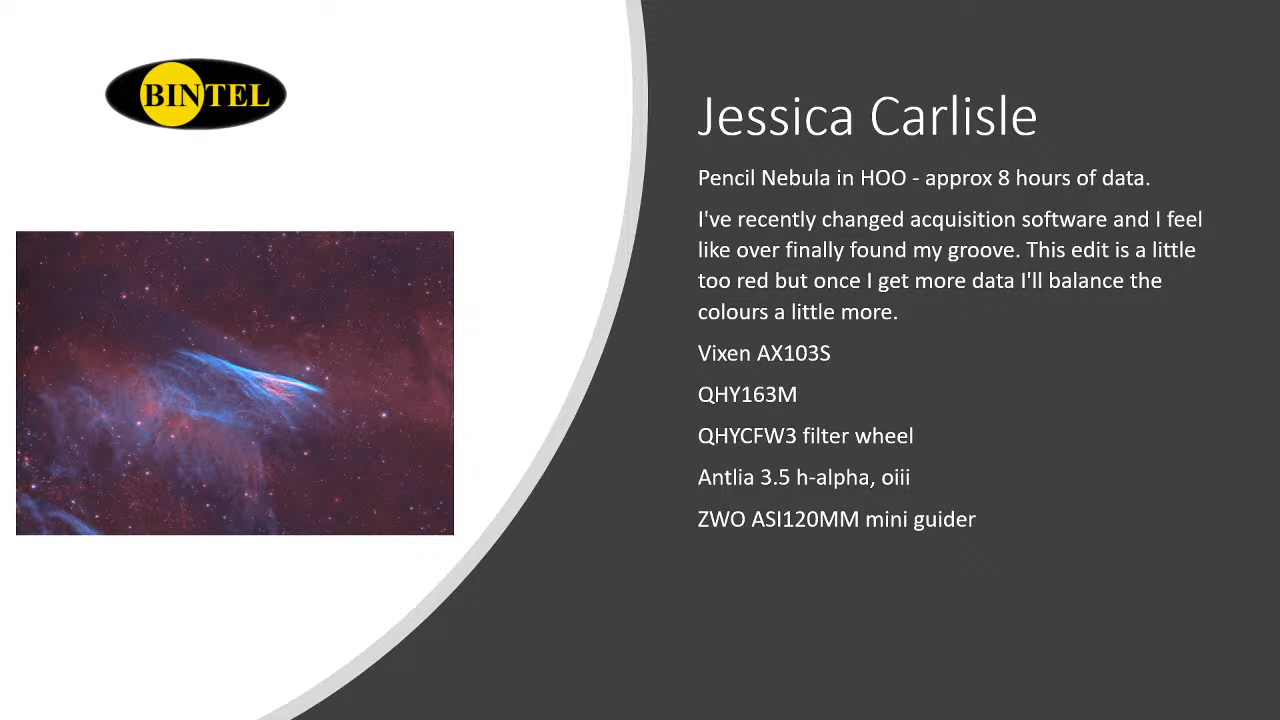 BINTEL
Jessica Carlisle
Pencil Nebula in HOO - approx 8 hours of data.
I've recently changed acquisition software and I feel
like over finally found my groove. This edit is a little
too red but once I get more data I'll balance the
colours a little more.
Vixen AX103S
QHY163M
QHYCFW3 filter wheel
Antlia 3.5 h-alpha, oiii
ZWO ASI120MM mini guider